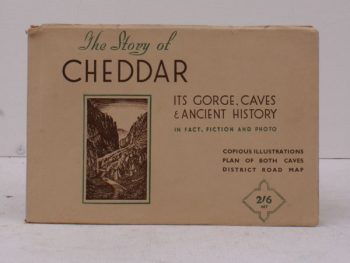 The Story of
CHEDDAR
ITS GORGE, CAVES
& ANCIENT HISTORY
IN FACT, FICTION AND PHOTO
COPIOUS ILLUSTRATIONS
PLAN OF BOTH CAVES
DISTRICT ROAD MAP
2/6
NET